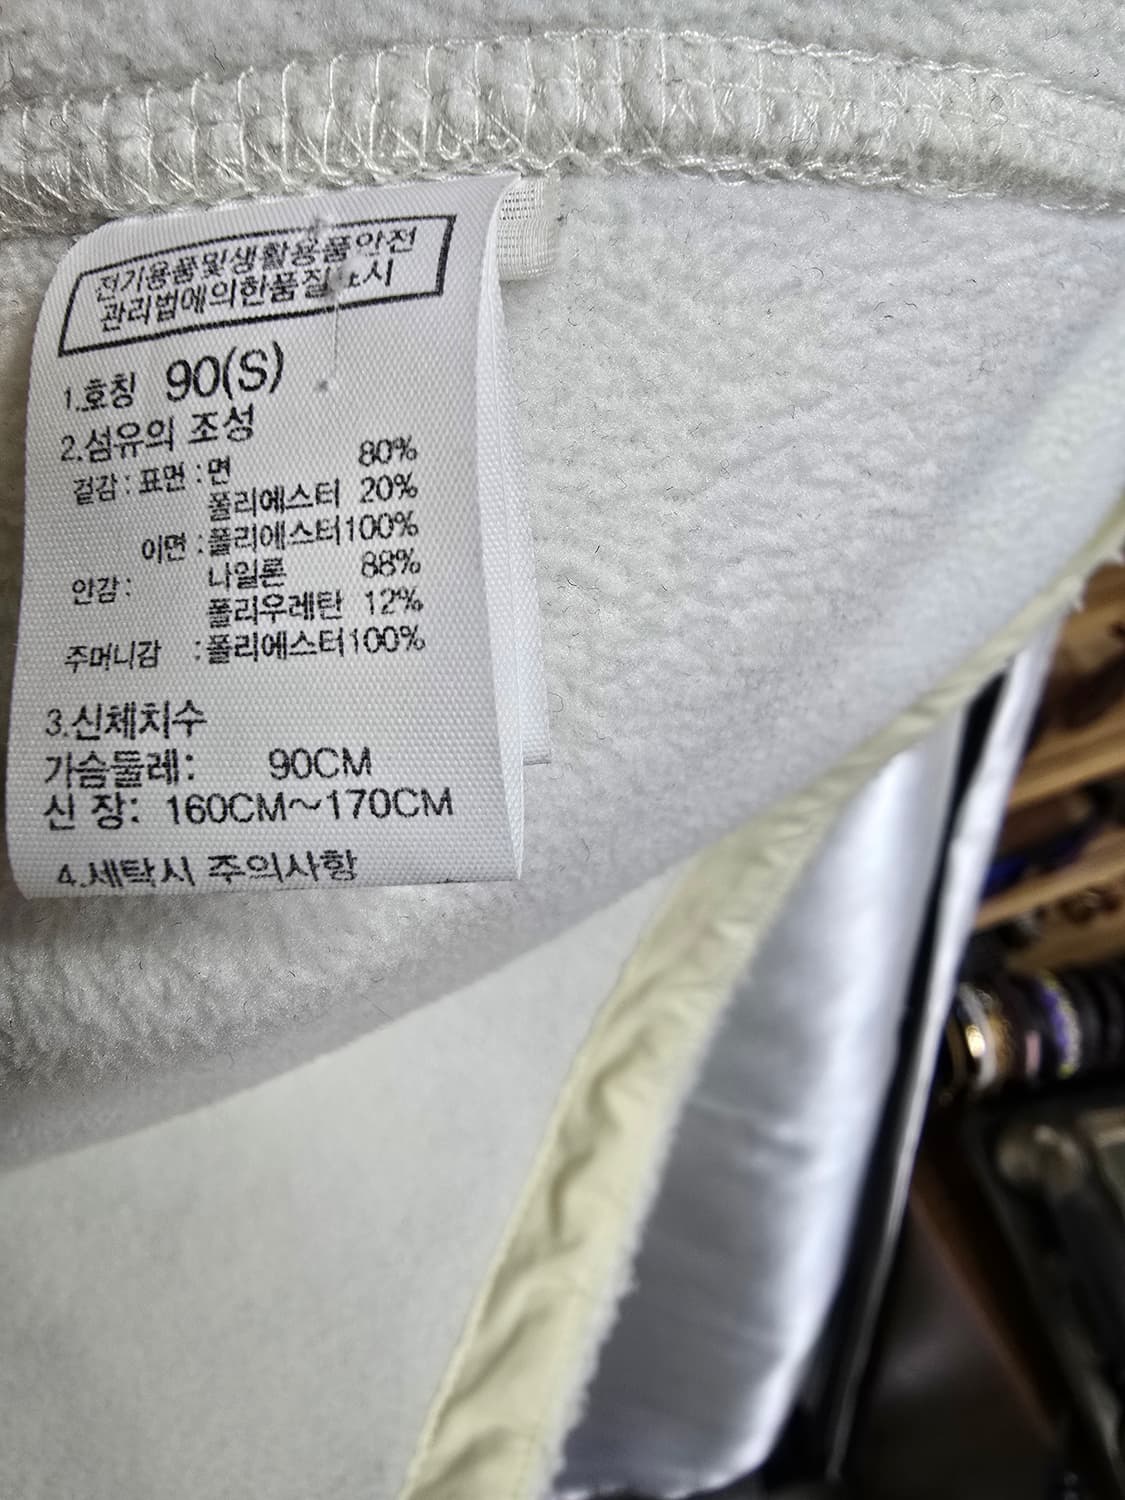 전기용품및생활용품안전
관리법에의한품질표시
1.호칭 90(S)
2.섬유의 조성
겉감 : 표면 : 면 80%
폴리에스터 20%
이면 : 폴리에스터100%
안감 : 나일론 88%
폴리우레탄 12%
주머니감 : 폴리에스터100%
3.신체치수
가슴둘레: 90CM
신 장: 160CM~170CM
4.세탁시 주의사항